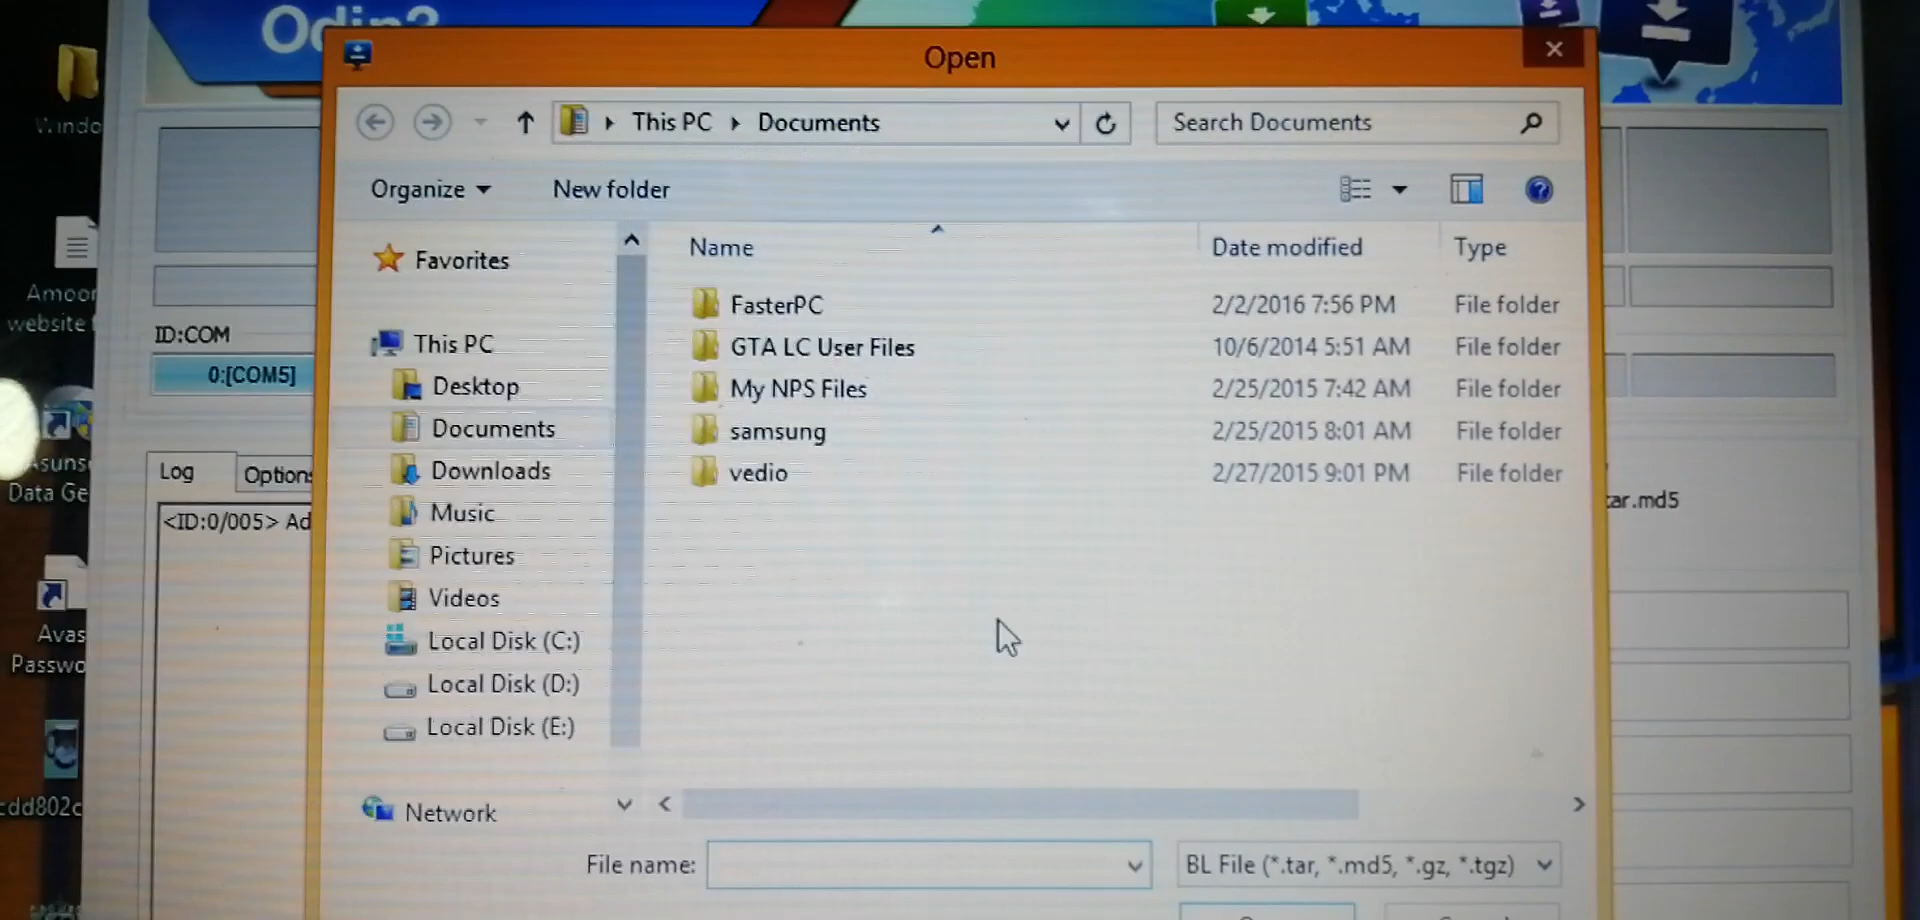 Odin3
Open
This PC
Documents
Search Documents
Organize
New folder
Favorites
This PC
Desktop
Documents
Downloads
Music
Pictures
Videos
Local Disk (C:)
Local Disk (D:)
Local Disk (E:)
Network
Name Date modified Type
FasterPC 2/2/2016 7:56 PM File folder
GTA LC User Files 10/6/2014 5:51 AM File folder
My NPS Files 2/25/2015 7:42 AM File folder
samsung 2/25/2015 8:01 AM File folder
vedio 2/27/2015 9:01 PM File folder
File name:
BL File (*.tar, *.md5, *.gz, *.tgz)
ID:COM
0:[COM5]
Log
Options
<ID:0/005> Ad
tar.md5
Windo
Amoor
website
Asuns
Data Ge
Avas
Passwo
cdd802c